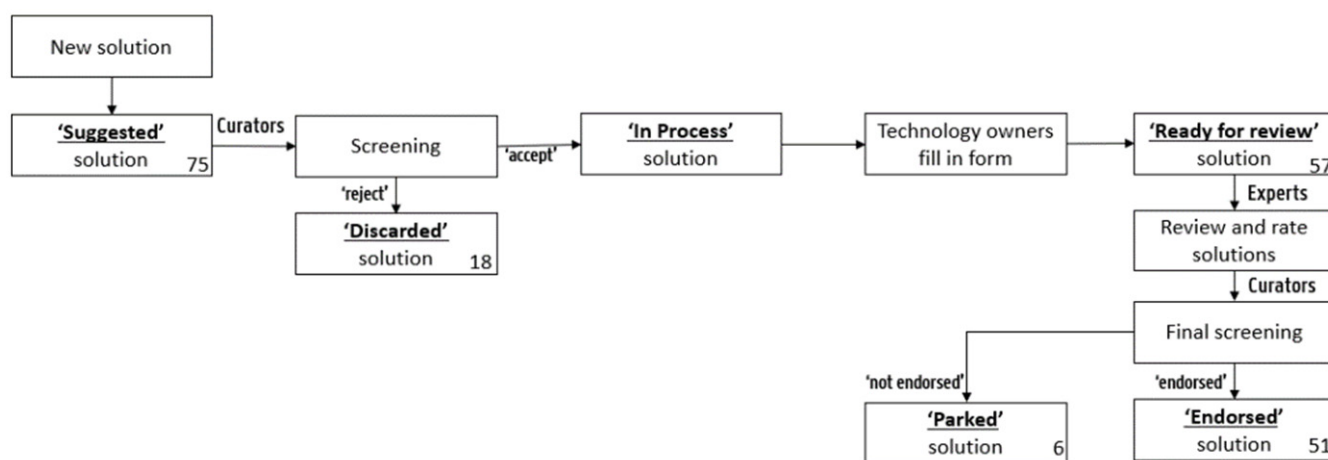 New solution
‘Suggested’
solution
75
Curators
Screening
‘accept’
‘reject’
‘Discarded’
solution
18
‘In Process’
solution
Technology owners
fill in form
‘Ready for review’
solution
57
Experts
Review and rate
solutions
Curators
Final screening
‘not endorsed’
‘endorsed’
‘Parked’
solution
6
‘Endorsed’
solution
51